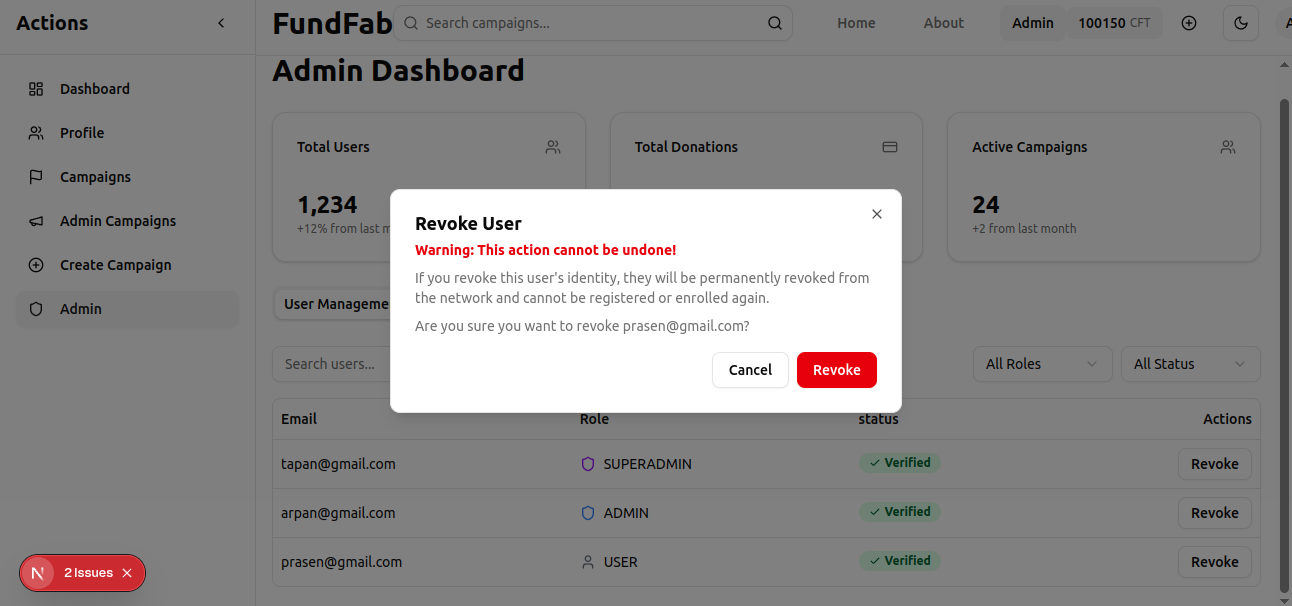 Actions
FundFab
Search campaigns...
Home
About
Admin
100150 CFT
Dashboard
Profile
Campaigns
Admin Campaigns
Create Campaign
Admin
Admin Dashboard
Total Users
1,234
+12% from last m
Total Donations
Active Campaigns
24
+2 from last month
Revoke User
Warning: This action cannot be undone!
If you revoke this user's identity, they will be permanently revoked from
the network and cannot be registered or enrolled again.
Are you sure you want to revoke prasen@gmail.com?
Cancel
Revoke
User Manageme
Search users...
All Roles
All Status
Email Role status Actions
tapan@gmail.com SUPERADMIN Verified Revoke
arpan@gmail.com ADMIN Verified Revoke
prasen@gmail.com USER Verified Revoke
N 2 Issues